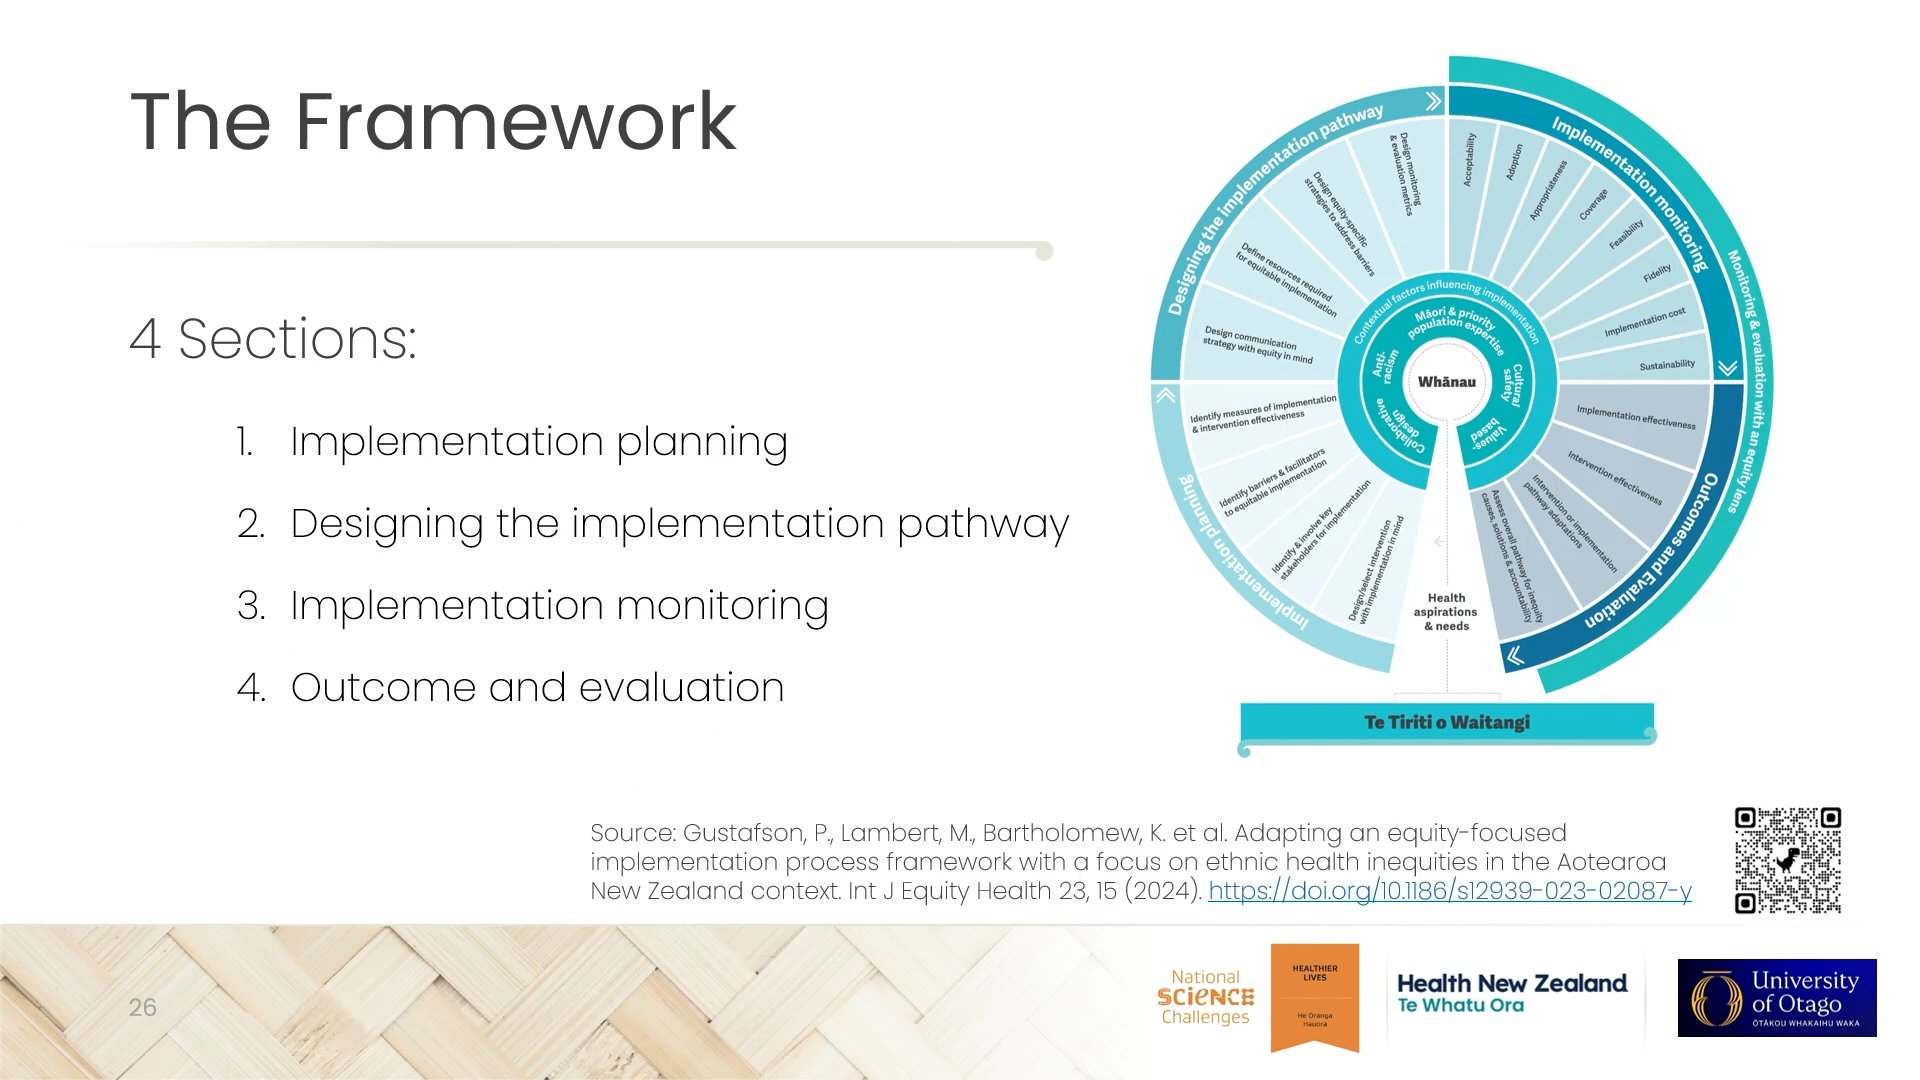 The Framework
4 Sections:
1. Implementation planning
2. Designing the implementation pathway
3. Implementation monitoring
4. Outcome and evaluation
Designing the implementation pathway
Design communication
strategy with equity in mind
Define resources required
for equitable implementation
Design equity-specific
strategies to address barriers
Design monitoring
& evaluation metrics
Implementation monitoring
Acceptability
Adoption
Appropriateness
Coverage
Feasibility
Fidelity
Implementation cost
Sustainability
Monitoring & evaluation with an equity lens
Outcomes and Evaluation
Implementation effectiveness
Intervention effectiveness
Intervention or implementation
pathway adaptations
Assess overall pathway for inequity
causes, solutions & accountability
Implementation planning
Design/select intervention
with implementation in mind
Identify & involve key
stakeholders for implementation
Identify barriers & facilitators
to equitable implementation
Identify measures of implementation
& intervention effectiveness
Contextual factors influencing implementation
Māori & priority
population expertise
Cultural
safety
Values-
based
Collaborative
design
Anti-
racism
Whānau
Health
aspirations
& needs
Te Tiriti o Waitangi
Source: Gustafson, P., Lambert, M., Bartholomew, K. et al. Adapting an equity-focused
implementation process framework with a focus on ethnic health inequities in the Aotearoa
New Zealand context. Int J Equity Health 23, 15 (2024). https://doi.org/10.1186/s12939-023-02087-y
26
National
SCIENCE
Challenges
HEALTHIER
LIVES
He Oranga
Hauora
Health New Zealand
Te Whatu Ora
University
of Otago
ŌTĀKOU WHAKAIHU WAKA